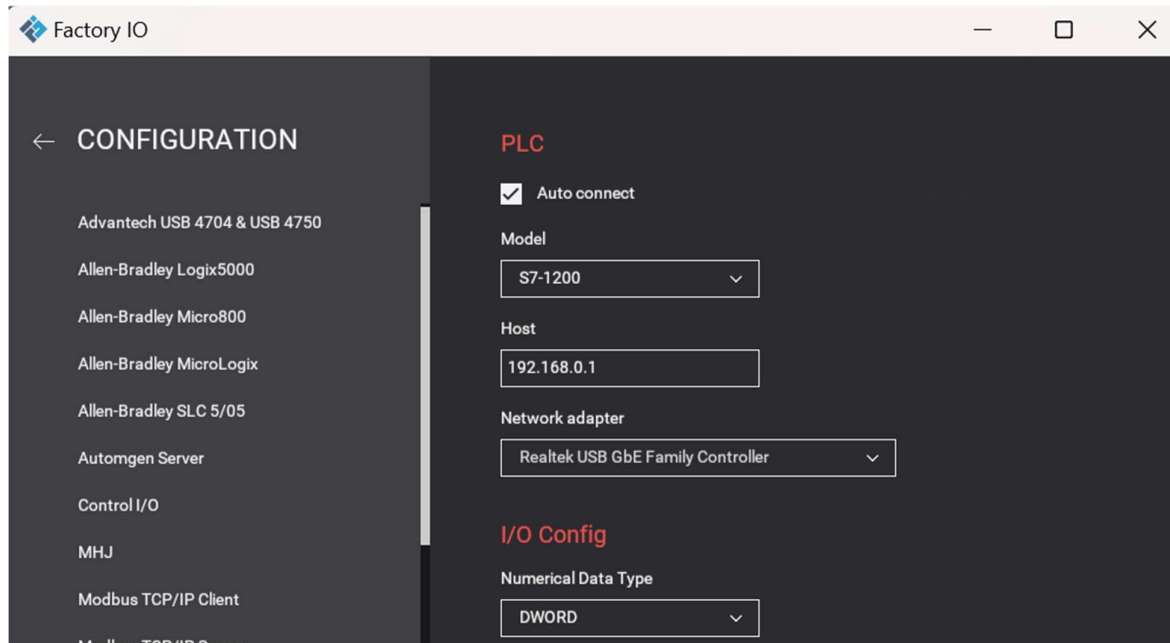 Factory IO
CONFIGURATION
Advantech USB 4704 & USB 4750
Allen-Bradley Logix5000
Allen-Bradley Micro800
Allen-Bradley MicroLogix
Allen-Bradley SLC 5/05
Automgen Server
Control I/O
MHJ
Modbus TCP/IP Client
PLC
Auto connect
Model
S7-1200
Host
192.168.0.1
Network adapter
Realtek USB GbE Family Controller
I/O Config
Numerical Data Type
DWORD